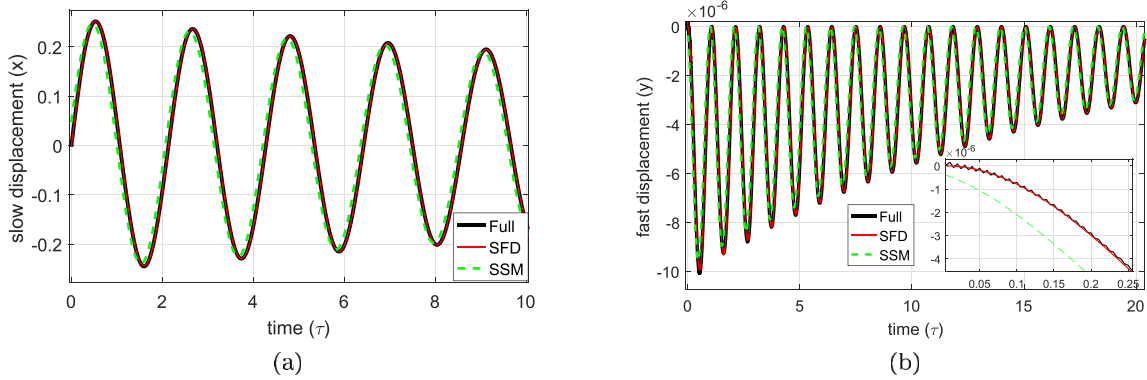 0.2
0.1
0
-0.1
-0.2
slow displacement (x)
0 2 4 6 8 10
time (τ)
Full
SFD
SSM
(a)
×10⁻⁶
0
-2
-4
-6
-8
-10
fast displacement (y)
0 5 10 15 20
time (τ)
Full
SFD
SSM
×10⁻⁶
0
-1
-2
-3
-4
0.05 0.1 0.15 0.2 0.25
(b)